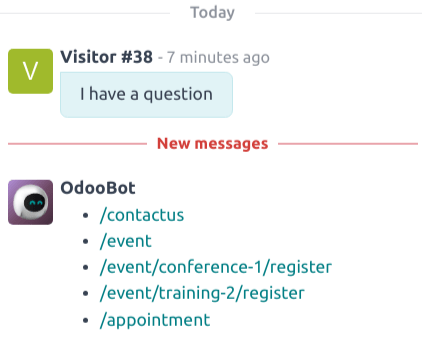 Today
V
Visitor #38 - 7 minutes ago
I have a question
New messages
OdooBot
• /contactus
• /event
• /event/conference-1/register
• /event/training-2/register
• /appointment